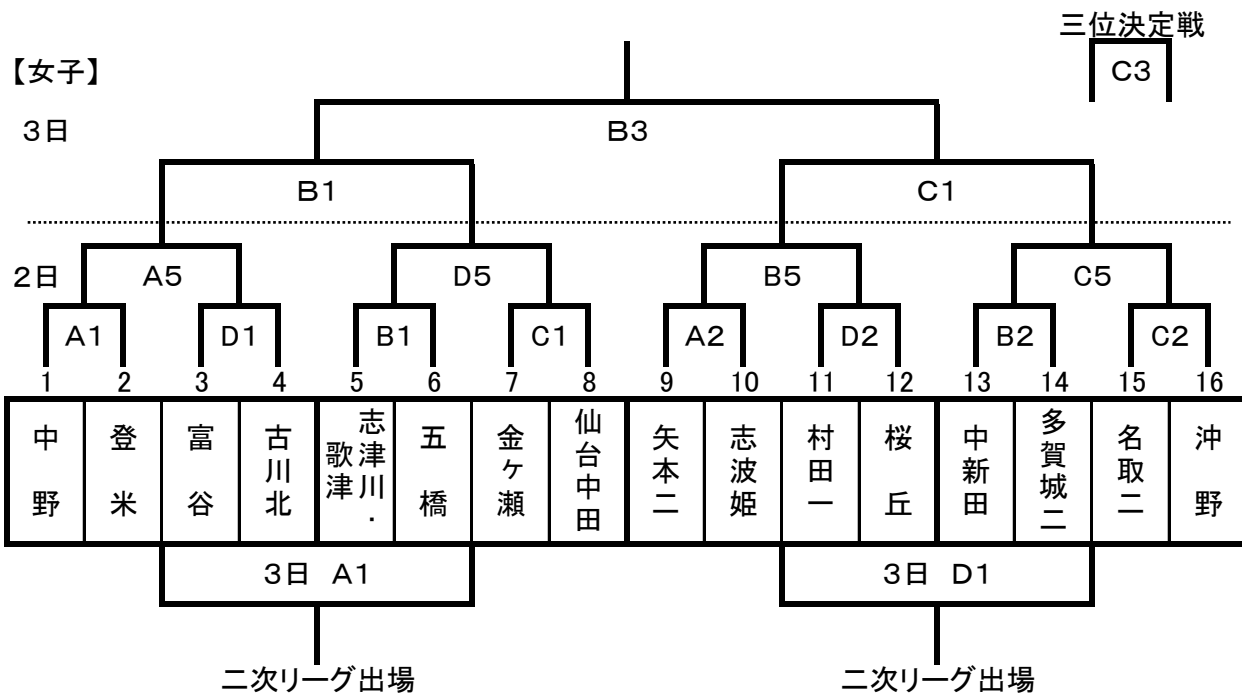 三位決定戦
【女子】
C3
3日
B3
B1
C1
2日
A5
D5
B5
C5
A1
D1
B1
C1
A2
D2
B2
C2
1 2 3 4 5 6 7 8 9 10 11 12 13 14 15 16
中野
登米
富谷
古川北
志津川・
歌津
五橋
金ヶ瀬
仙台中田
矢本二
志波姫
村田一
桜丘
中新田
多賀城二
名取二
沖野
3日 A1
3日 D1
二次リーグ出場
二次リーグ出場